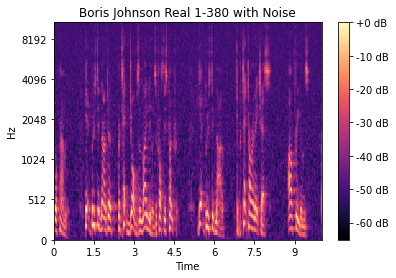 Boris Johnson Real 1-380 with Noise
Hz
8192
4096
2048
1024
512
0
0 1.5 3 4.5 6 7.5 9
Time
+0 dB
-10 dB
-20 dB
-30 dB
-40 dB
-50 dB
-60 dB